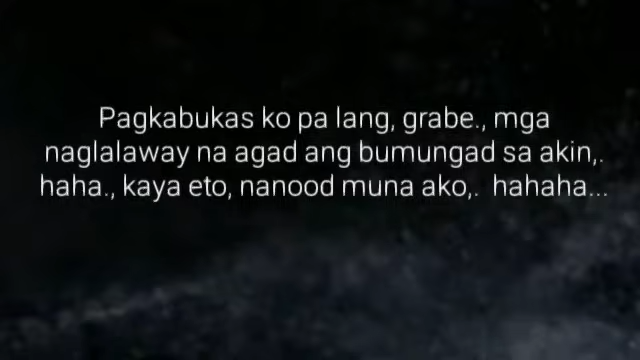 Pagkabukas ko pa lang, grabe., mga
naglalaway na agad ang bumungad sa akin,.
haha., kaya eto, nanood muna ako,.  hahaha...